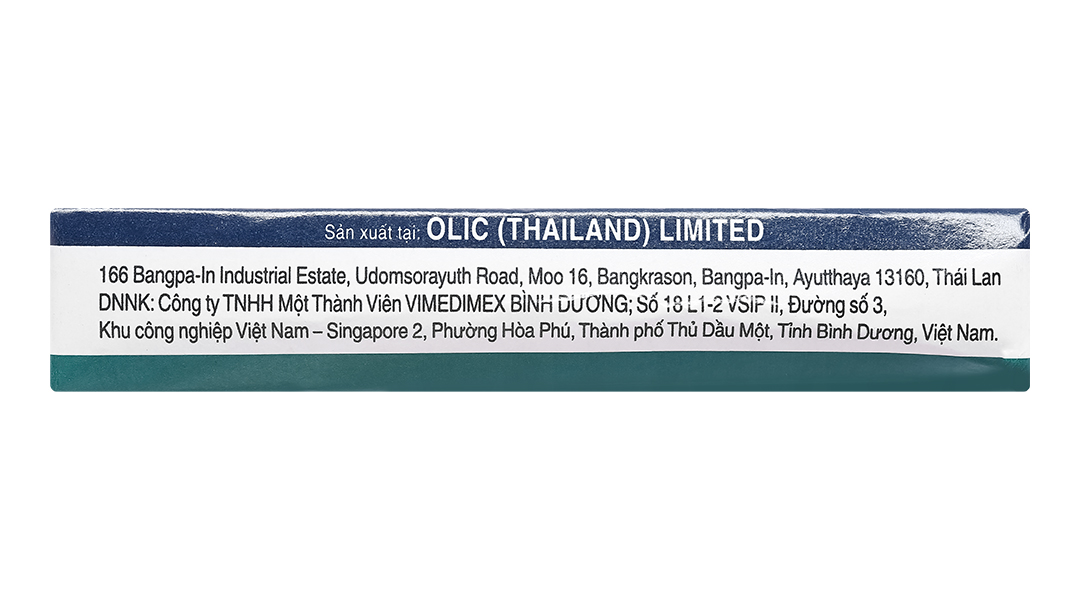 Sản xuất tại: OLIC (THAILAND) LIMITED
166 Bangpa-In Industrial Estate, Udomsorayuth Road, Moo 16, Bangkrason, Bangpa-In, Ayutthaya 13160, Thái Lan
DNNK: Công ty TNHH Một Thành Viên VIMEDIMEX BÌNH DƯƠNG; Số 18 L1-2 VSIP II, Đường số 3,
Khu công nghiệp Việt Nam – Singapore 2, Phường Hòa Phú, Thành phố Thủ Dầu Một, Tỉnh Bình Dương, Việt Nam.